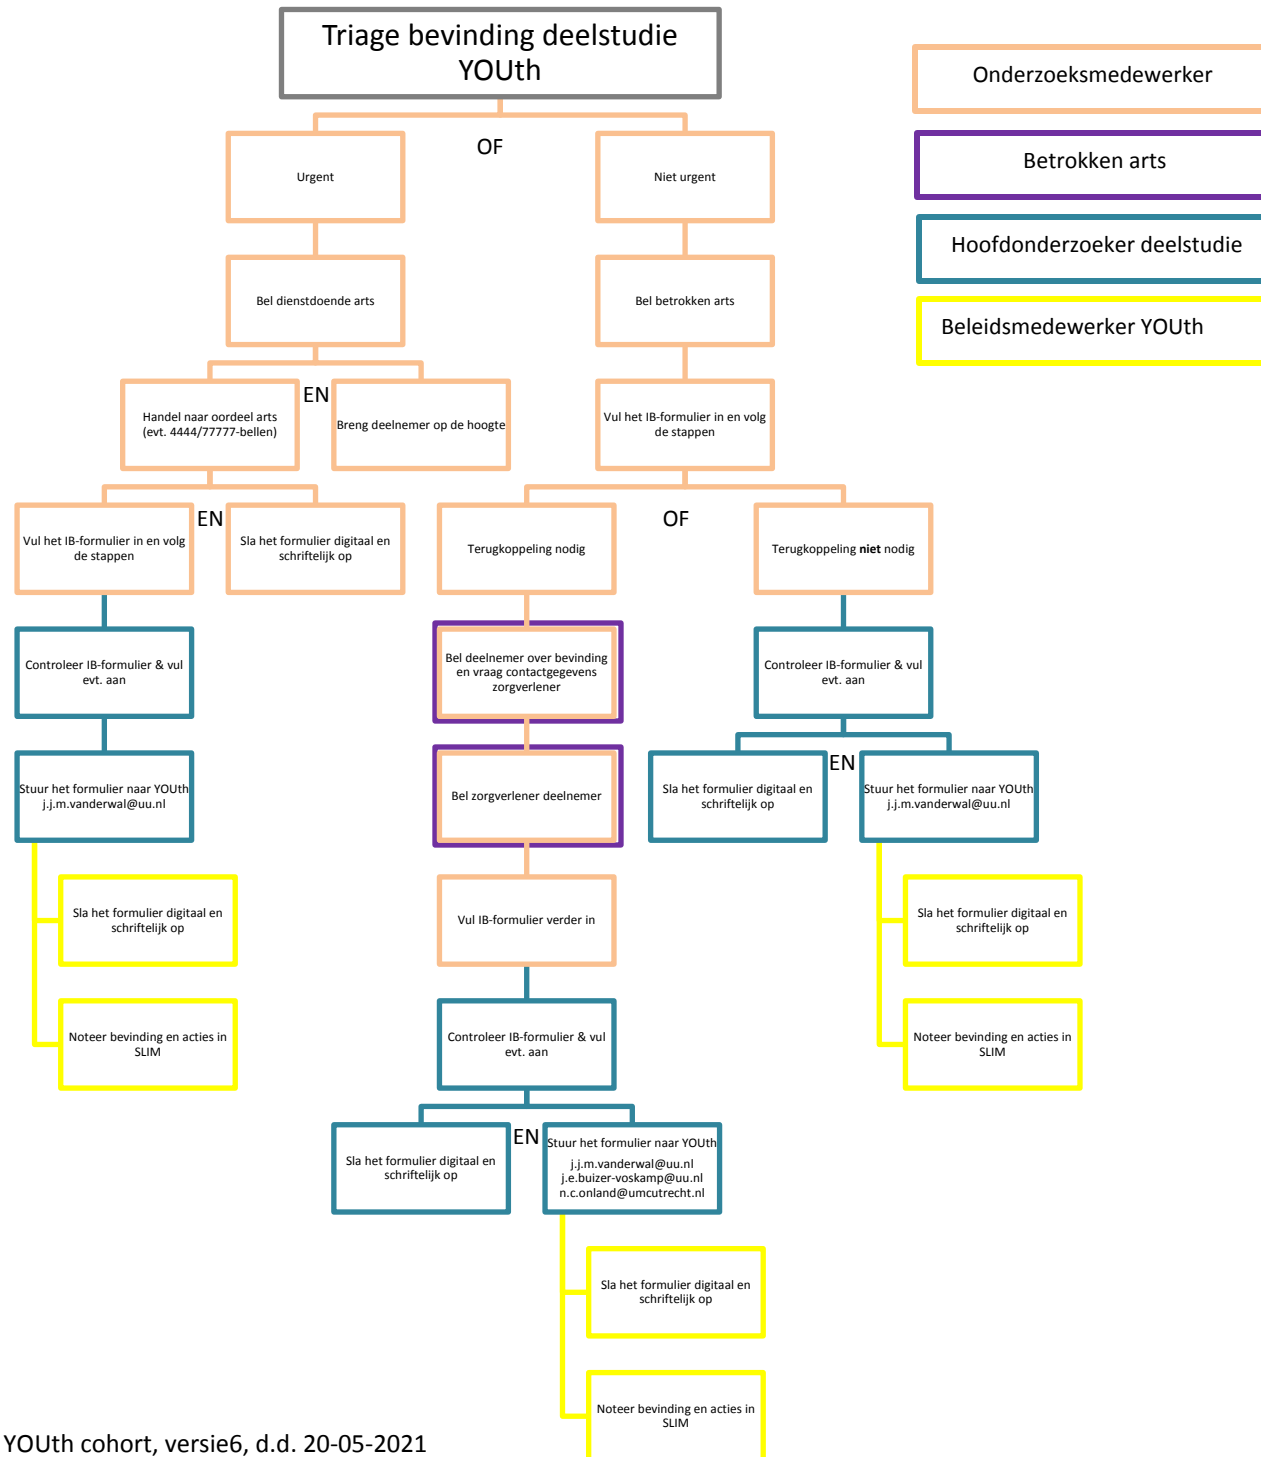 Triage bevinding deelstudie
YOUth
Onderzoeksmedewerker
Betrokken arts
Hoofdonderzoeker deelstudie
Beleidsmedewerker YOUth
OF
Urgent
Niet urgent
Bel dienstdoende arts
Bel betrokken arts
EN
Handel naar oordeel arts
(evt. 4444/77777-bellen)
Breng deelnemer op de hoogte
Vul het IB-formulier in en volg
de stappen
EN
OF
Vul het IB-formulier in en volg
de stappen
Sla het formulier digitaal en
schriftelijk op
Terugkoppeling nodig
Terugkoppeling niet nodig
Controleer IB-formulier & vul
evt. aan
Bel deelnemer over bevinding
en vraag contactgegevens
zorgverlener
Controleer IB-formulier & vul
evt. aan
Stuur het formulier naar YOUth
j.j.m.vanderwal@uu.nl
Bel zorgverlener deelnemer
Sla het formulier digitaal en
schriftelijk op
EN
Stuur het formulier naar YOUth
j.j.m.vanderwal@uu.nl
Sla het formulier digitaal en
schriftelijk op
Vul IB-formulier verder in
Sla het formulier digitaal en
schriftelijk op
Noteer bevinding en acties in
SLIM
Controleer IB-formulier & vul
evt. aan
Noteer bevinding en acties in
SLIM
Sla het formulier digitaal en
schriftelijk op
EN
Stuur het formulier naar YOUth
j.j.m.vanderwal@uu.nl
j.e.buizer-voskamp@uu.nl
n.c.onland@umcutrecht.nl
Sla het formulier digitaal en
schriftelijk op
Noteer bevinding en acties in
SLIM
YOUth cohort, versie6, d.d. 20-05-2021